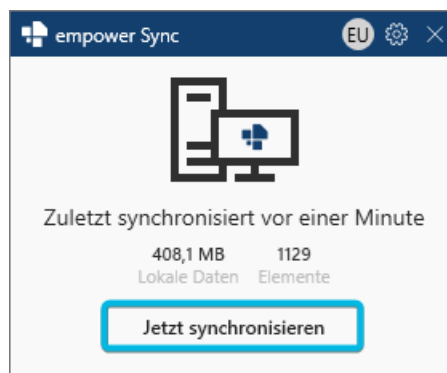 empower Sync EU
Zuletzt synchronisiert vor einer Minute
408,1 MB 1129
Lokale Daten Elemente
Jetzt synchronisieren